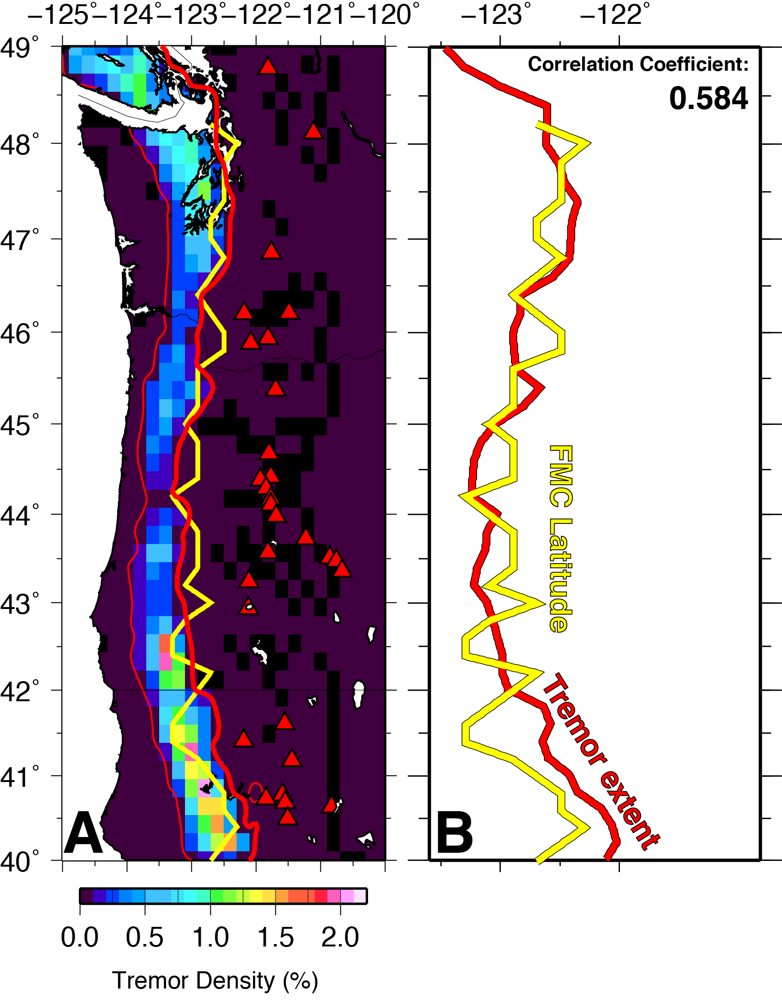 −125° −124° −123° −122° −121° −120°
−123° −122°
49°
48°
47°
46°
45°
44°
43°
42°
41°
40°
A
0.0 0.5 1.0 1.5 2.0
Tremor Density (%)
Correlation Coefficient:
0.584
FMC Latitude
Tremor extent
B